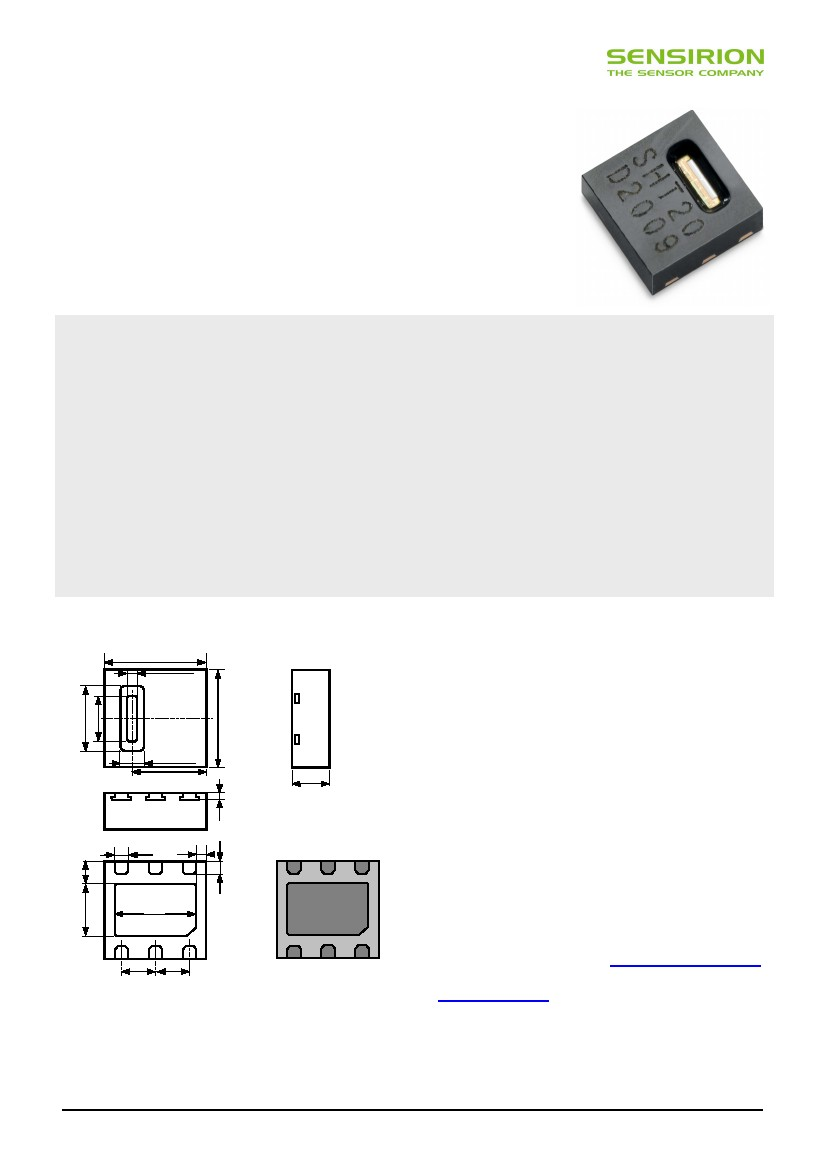 SENSIRION
THE SENSOR COMPANY
SHT20
D2009